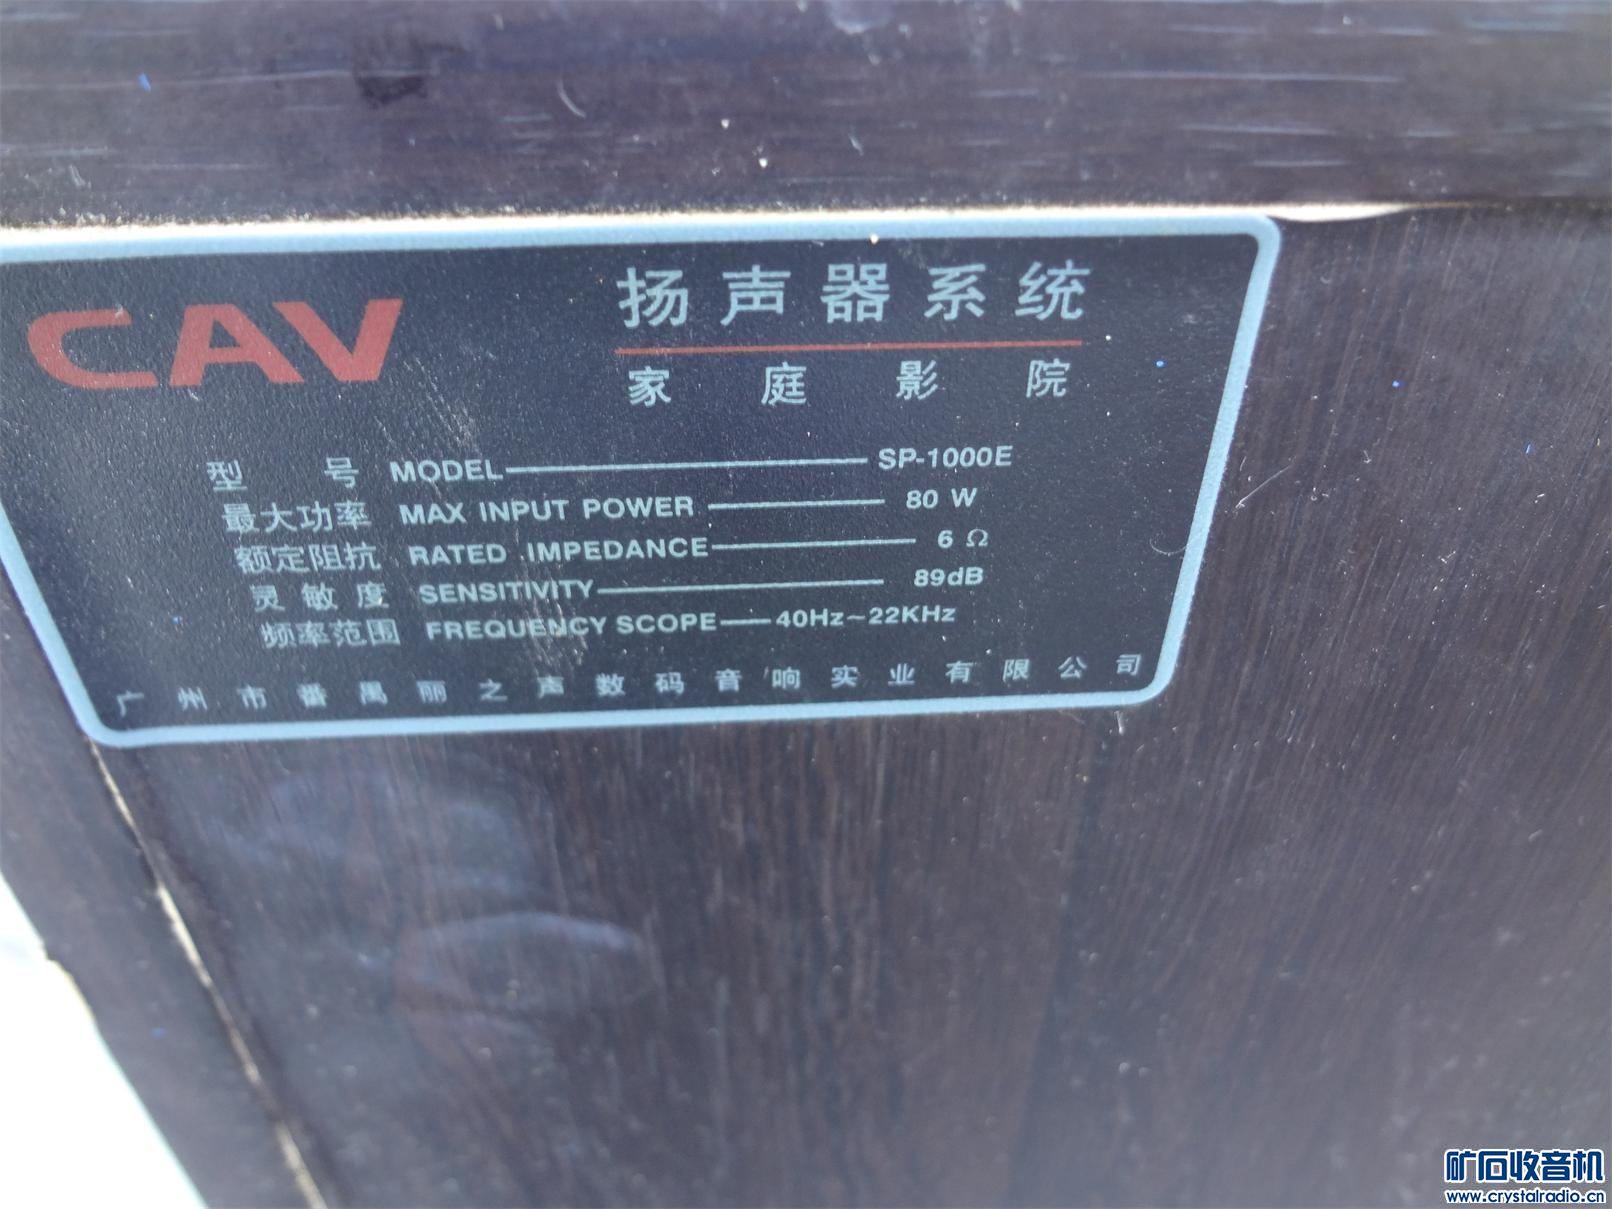 CAV
扬声器系统
家庭影院
型号 MODEL SP-1000E
最大功率 MAX INPUT POWER 80 W
额定阻抗 RATED IMPEDANCE 6 Ω
灵敏度 SENSITIVITY 89dB
频率范围 FREQUENCY SCOPE 40Hz~22KHz
广州市番禺丽之声数码音响实业有限公司
矿石收音机
www.crystalradio.cn